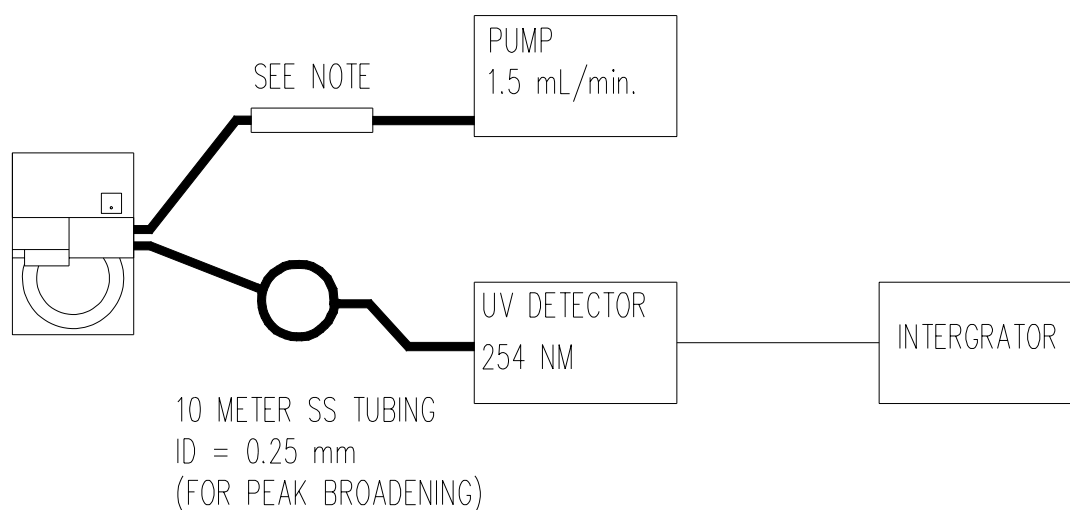 PUMP
1.5 mL/min.
SEE NOTE
UV DETECTOR
254 NM
INTERGRATOR
10 METER SS TUBING
ID = 0.25 mm
(FOR PEAK BROADENING)